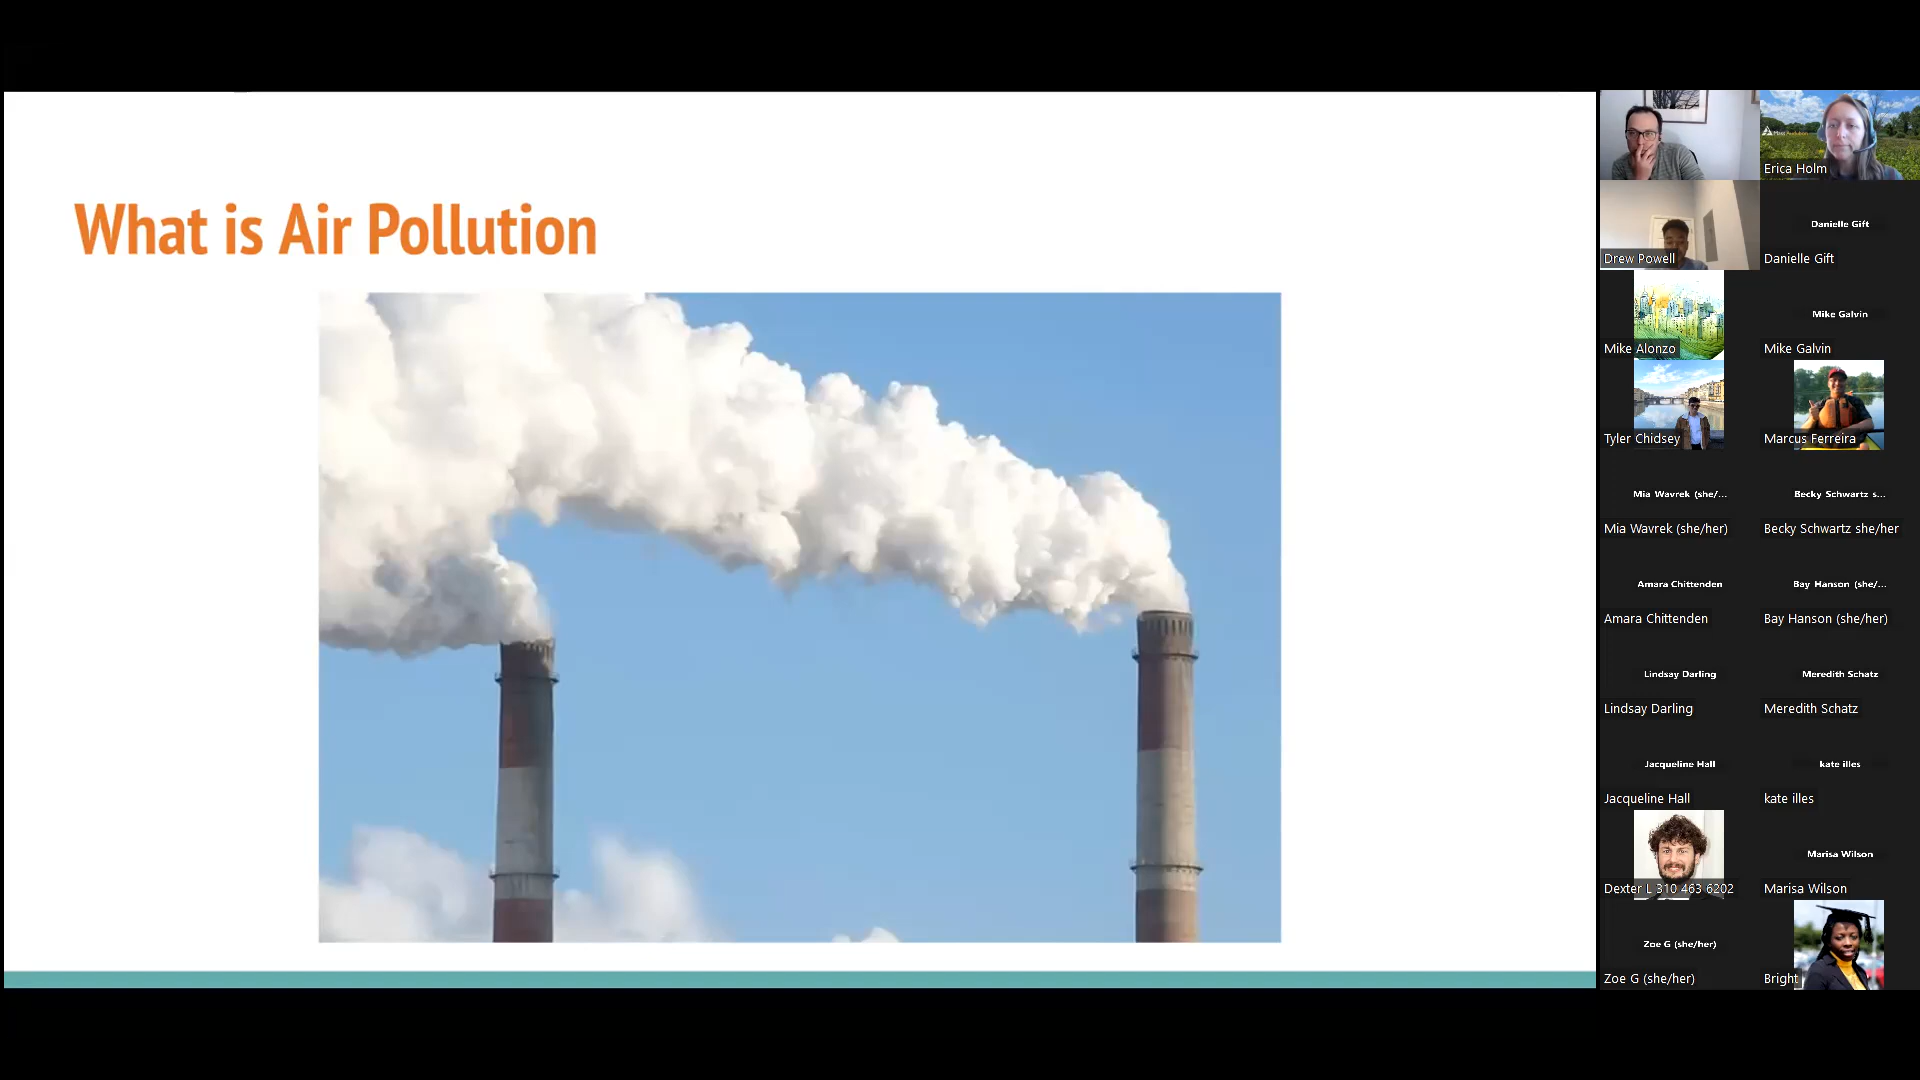 What is Air Pollution
Erica Holm
Drew Powell
Danielle Gift
Danielle Gift
Mike Alonzo
Mike Galvin
Mike Galvin
Tyler Chidsey
Marcus Ferreira
Mia Wavrek (she/...
Mia Wavrek (she/her)
Becky Schwartz s...
Becky Schwartz she/her
Amara Chittenden
Amara Chittenden
Bay Hanson (she/...
Bay Hanson (she/her)
Lindsay Darling
Lindsay Darling
Meredith Schatz
Meredith Schatz
Jacqueline Hall
Jacqueline Hall
kate illes
kate illes
Dexter L 310 463 6202
Marisa Wilson
Marisa Wilson
Zoe G (she/her)
Zoe G (she/her)
Bright